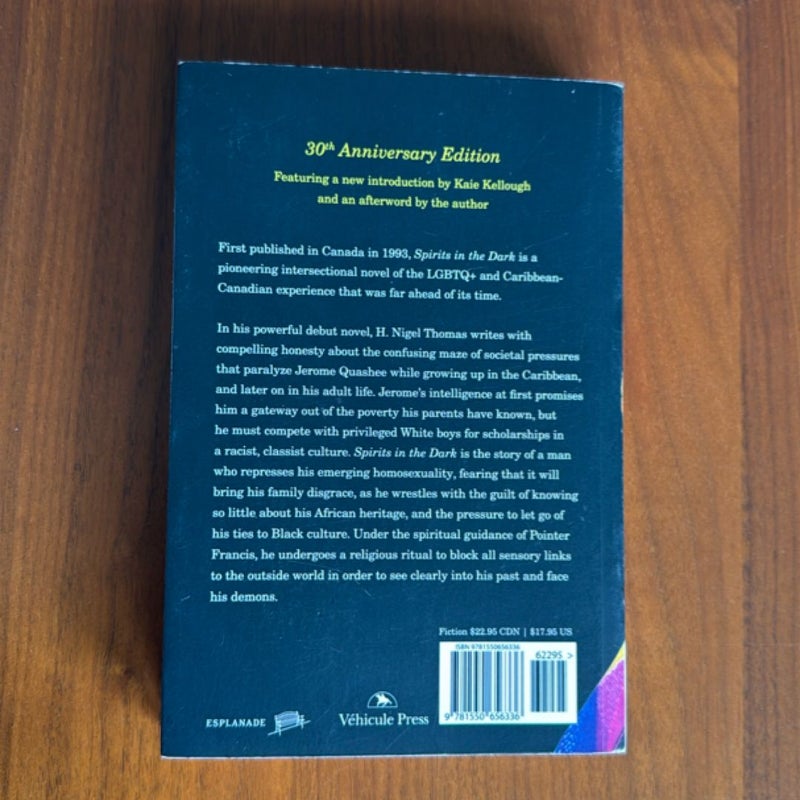 30th Anniversary Edition
Featuring a new introduction by Kaie Kellough
and an afterword by the author
First published in Canada in 1993, Spirits in the Dark is a
pioneering intersectional novel of the LGBTQ+ and Caribbean-
Canadian experience that was far ahead of its time.
In his powerful debut novel, H. Nigel Thomas writes with
compelling honesty about the confusing maze of societal pressures
that paralyze Jerome Quashee while growing up in the Caribbean,
and later on in his adult life. Jerome's intelligence at first promises
him a gateway out of the poverty his parents have known, but
he must compete with privileged White boys for scholarships in
a racist, classist culture. Spirits in the Dark is the story of a man
who represses his emerging homosexuality, fearing that it will
bring his family disgrace, as he wrestles with the guilt of knowing
so little about his African heritage, and the pressure to let go of
his ties to Black culture. Under the spiritual guidance of Pointer
Francis, he undergoes a religious ritual to block all sensory links
to the outside world in order to see clearly into his past and face
his demons.
Fiction $22.95 CDN | $17.95 US
ISBN 9781550656336
62295 >
9 781550 656336
ESPLANADE
Véhicule Press